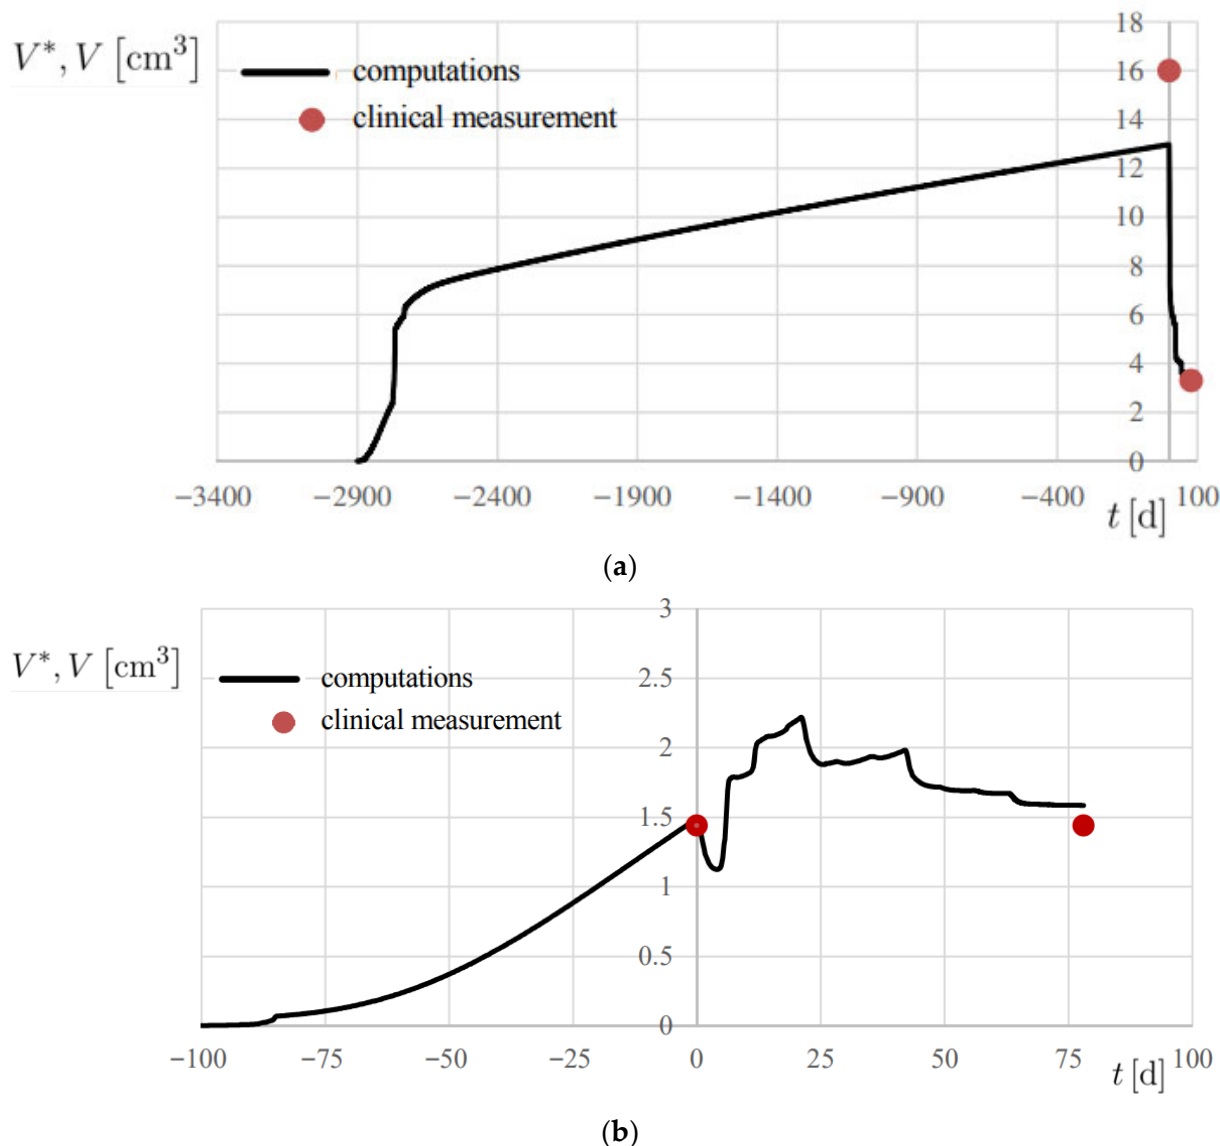 18
V*, V [cm³]
computations
16
clinical measurement
14
12
10
8
6
4
2
0
−3400 −2900 −2400 −1900 −1400 −900 −400 100
t [d]
(a)
3
V*, V [cm³]
computations
2.5
clinical measurement
2
1.5
1
0.5
0
−100 −75 −50 −25 0 25 50 75 100
t [d]
(b)